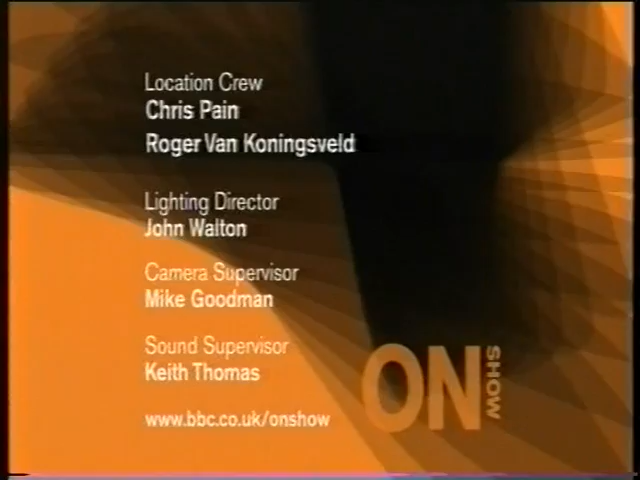 Location Crew
Chris Pain
Roger Van Koningsveld
Lighting Director
John Walton
Camera Supervisor
Mike Goodman
Sound Supervisor
Keith Thomas
www.bbc.co.uk/onshow
ON
SHOW